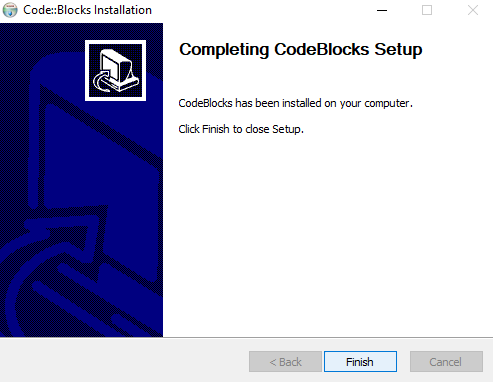 Code::Blocks Installation
Completing CodeBlocks Setup
CodeBlocks has been installed on your computer.
Click Finish to close Setup.
< Back
Finish
Cancel